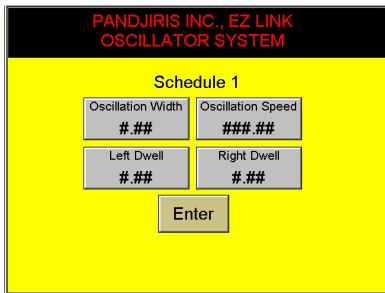 PANDJIRIS INC., EZ LINK
OSCILLATOR SYSTEM
Schedule 1
Oscillation Width Oscillation Speed
#.## ###.##
Left Dwell Right Dwell
#.## #.##
Enter